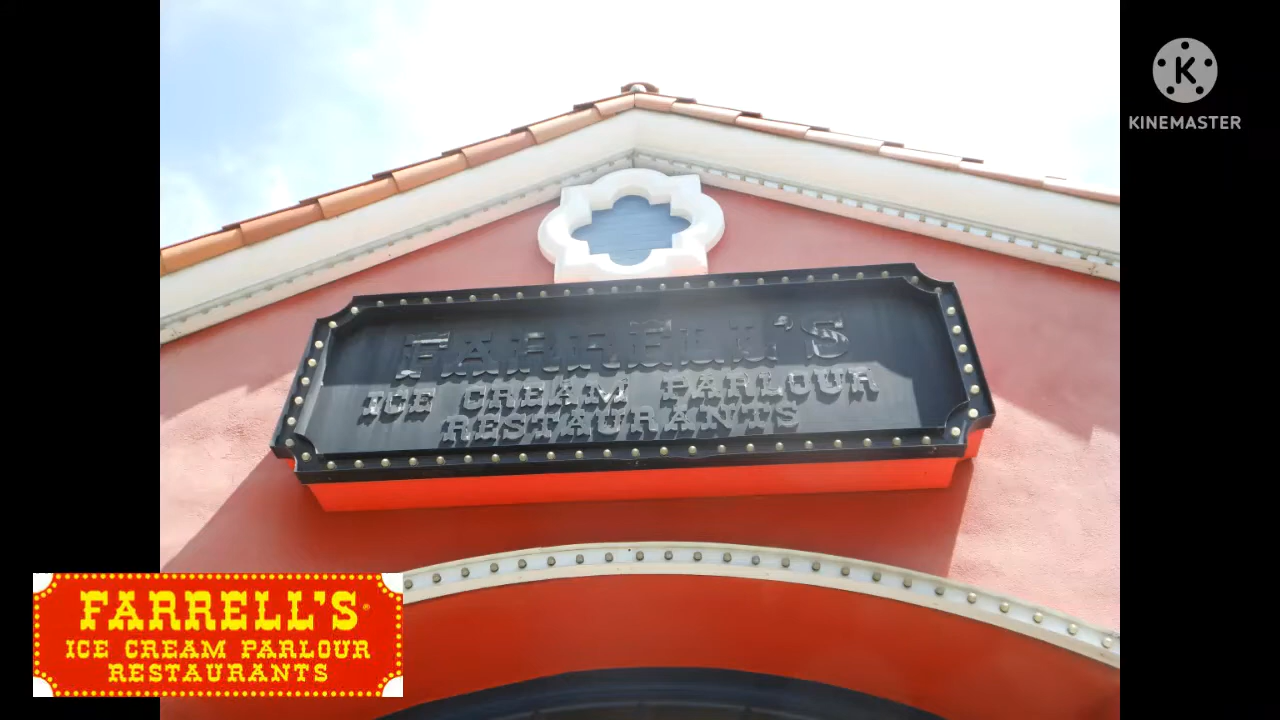 K
KINEMASTER
FARRELL'S
ICE CREAM PARLOUR
RESTAURANTS
FARRELL'S®
ICE CREAM PARLOUR
RESTAURANTS